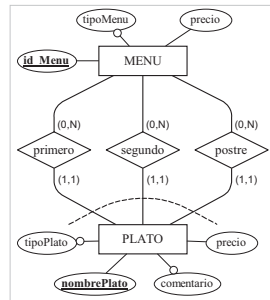 tipoMenu
precio
id_Menu
MENU
(0,N) (0,N) (0,N)
primero segundo postre
(1,1) (1,1) (1,1)
tipoPlato
PLATO
precio
nombrePlato
comentario